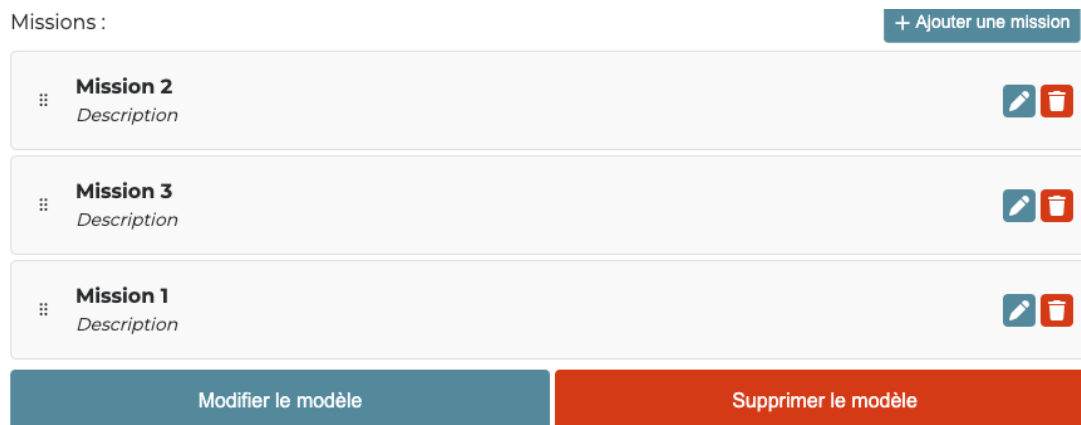 Missions :
+ Ajouter une mission
Mission 2
Description
Mission 3
Description
Mission 1
Description
Modifier le modèle
Supprimer le modèle